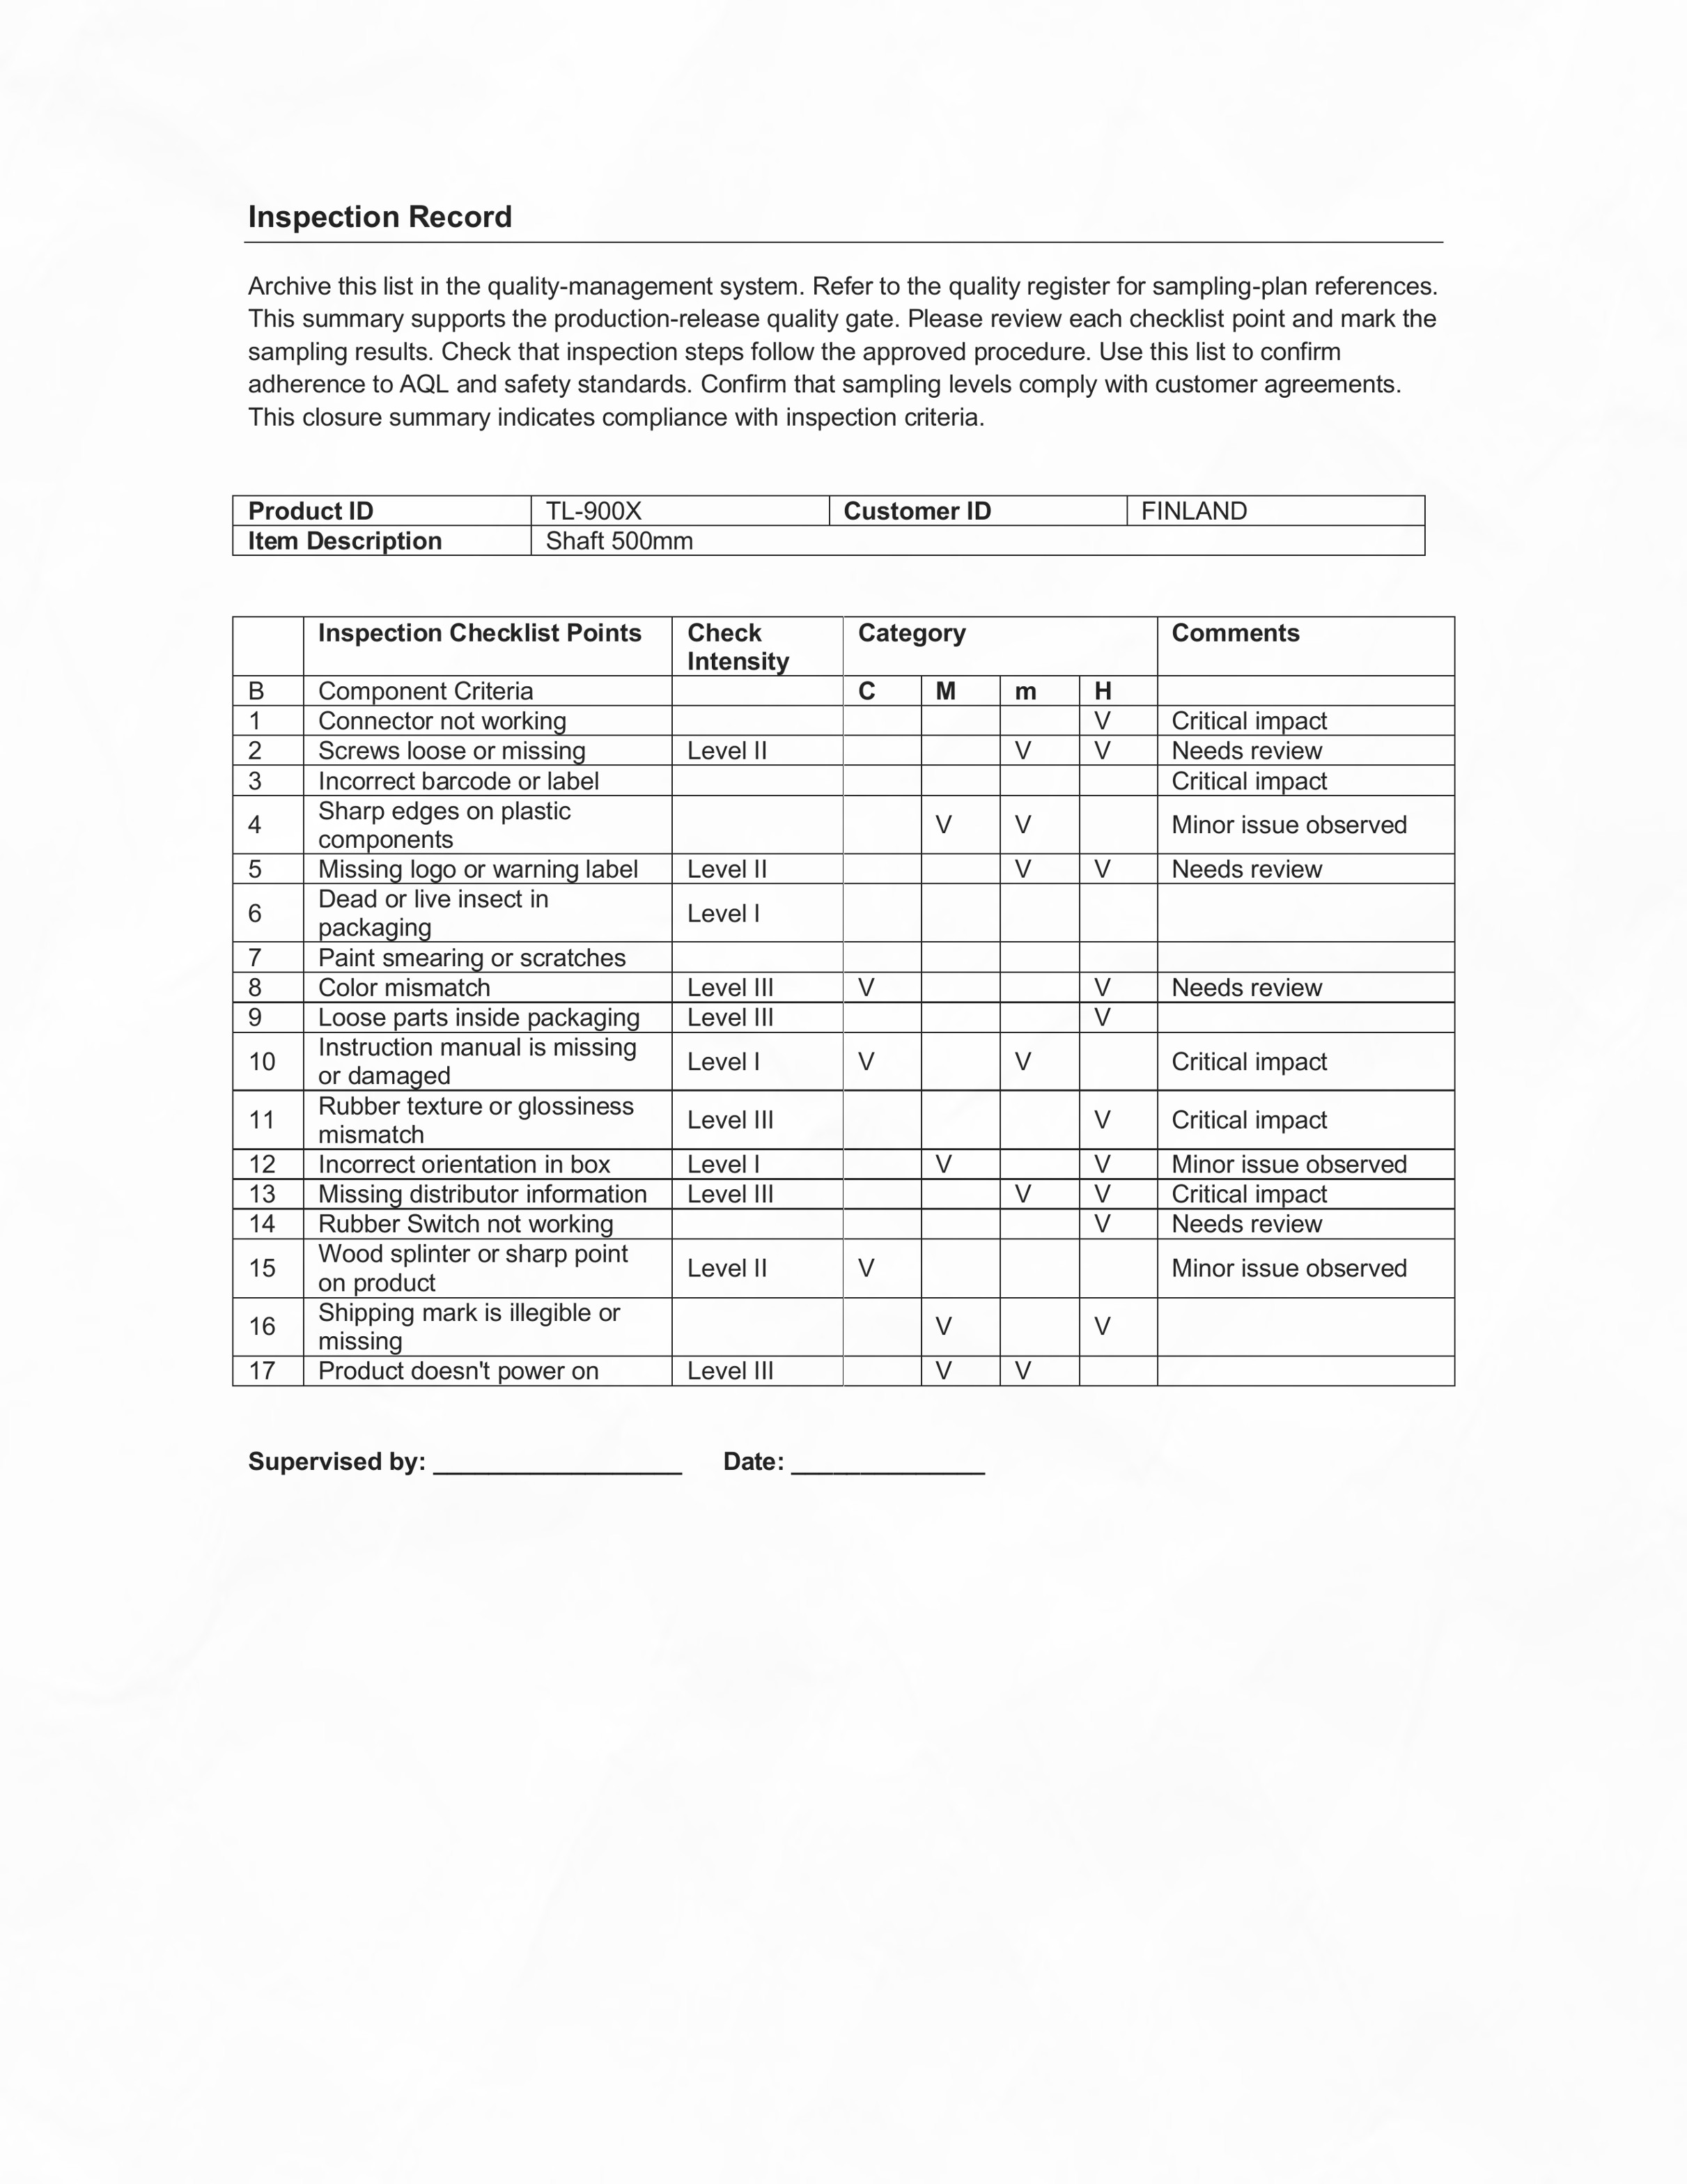 Inspection Record
Archive this list in the quality-management system. Refer to the quality register for sampling-plan references.
This summary supports the production-release quality gate. Please review each checklist point and mark the
sampling results. Check that inspection steps follow the approved procedure. Use this list to confirm
adherence to AQL and safety standards. Confirm that sampling levels comply with customer agreements.
This closure summary indicates compliance with inspection criteria.
Product ID TL-900X Customer ID FINLAND
Item Description Shaft 500mm
Inspection Checklist Points Check Category Comments
Intensity
B Component Criteria C M m H
1 Connector not working V Critical impact
2 Screws loose or missing Level II V V Needs review
3 Incorrect barcode or label Critical impact
Sharp edges on plastic
4 V V Minor issue observed
components
5 Missing logo or warning label Level II V V Needs review
Dead or live insect in
6 Level I
packaging
7 Paint smearing or scratches
8 Color mismatch Level III V V Needs review
9 Loose parts inside packaging Level III V
Instruction manual is missing
10 Level I V V Critical impact
or damaged
Rubber texture or glossiness
11 Level III V Critical impact
mismatch
12 Incorrect orientation in box Level I V V Minor issue observed
13 Missing distributor information Level III V V Critical impact
14 Rubber Switch not working V Needs review
Wood splinter or sharp point
15 Level II V Minor issue observed
on product
Shipping mark is illegible or
16 V V
missing
17 Product doesn't power on Level III V V
Supervised by: __________________ Date: ______________